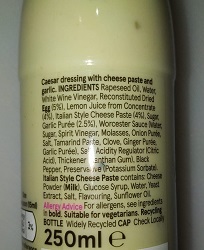 Caesar dressing with cheese paste and
garlic. INGREDIENTS Rapeseed Oil, Water,
White Wine Vinegar, Reconstituted Dried
Egg (5%), Lemon Juice from Concentrate
(4%), Italian Style Cheese Paste (4%), Sugar,
Garlic Purée (2.5%), Worcester Sauce (Water,
Sugar, Spirit Vinegar, Molasses, Onion Purée,
Salt, Tamarind Paste, Clove, Ginger Purée,
Garlic Purée), Salt, Acidity Regulator (Citric
Acid), Thickener (Xanthan Gum), Black
Pepper, Preservative (Potassium Sorbate).
Italian Style Cheese Paste contains: Cheese
Powder (Milk), Glucose Syrup, Water, Yeast
Extract, Salt, Flavouring, Sunflower Oil.
Allergy Advice For allergens, see ingredients
in bold. Suitable for vegetarians. Recycling
BOTTLE Widely Recycled CAP Check Locally
250ml e